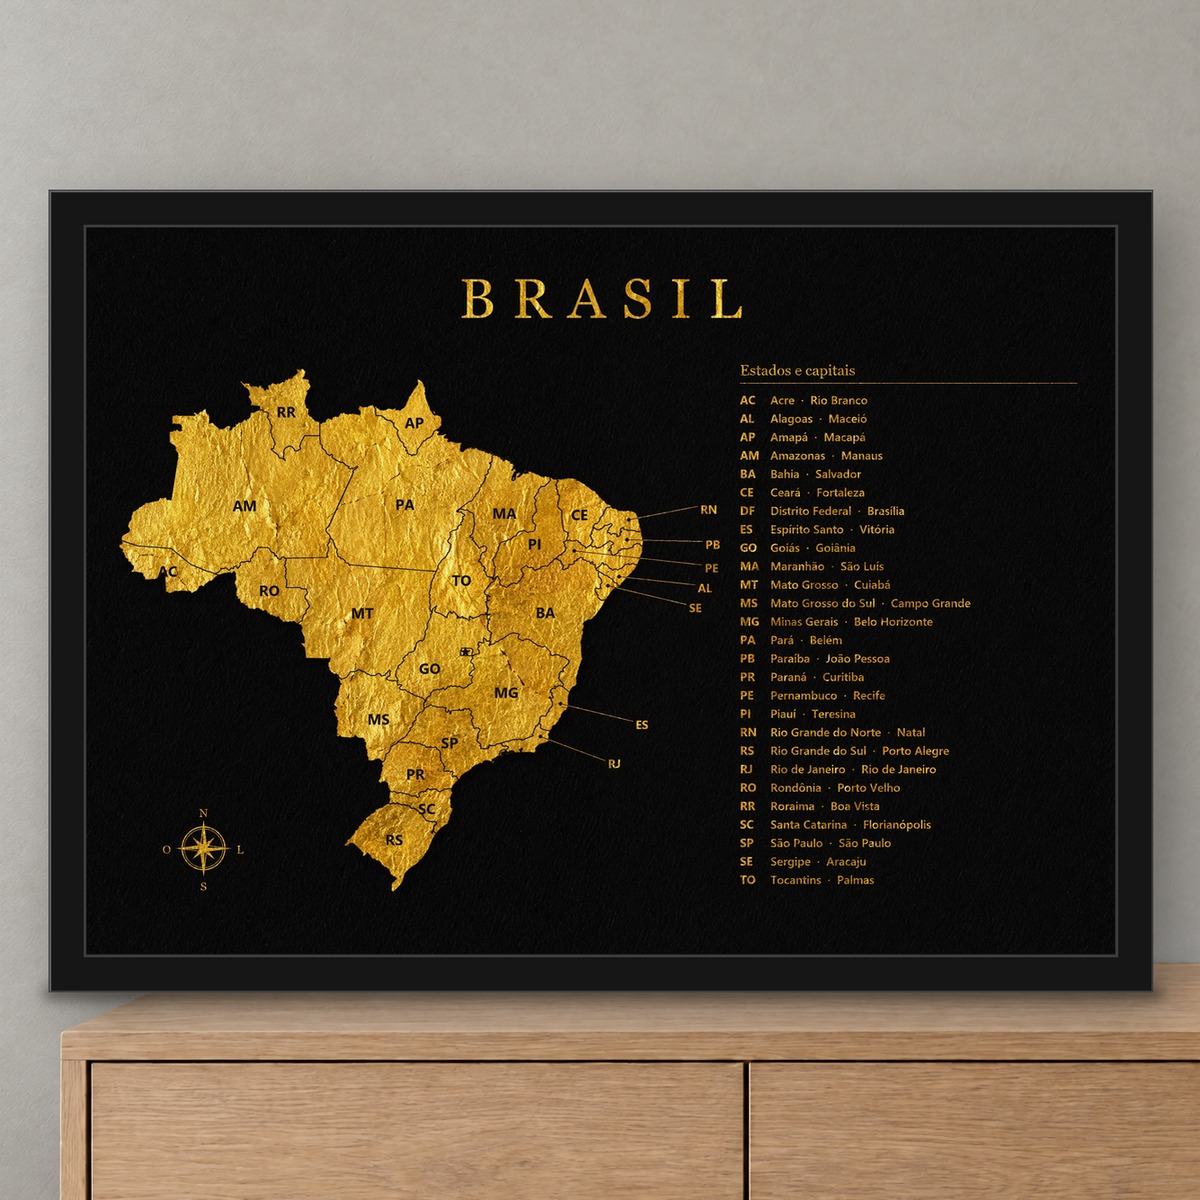 BRASIL
Estados e capitais
AC Acre · Rio Branco
AL Alagoas · Maceió
AP Amapá · Macapá
AM Amazonas · Manaus
BA Bahia · Salvador
CE Ceará · Fortaleza
DF Distrito Federal · Brasília
ES Espírito Santo · Vitória
GO Goiás · Goiânia
MA Maranhão · São Luís
MT Mato Grosso · Cuiabá
MS Mato Grosso do Sul · Campo Grande
MG Minas Gerais · Belo Horizonte
PA Pará · Belém
PB Paraíba · João Pessoa
PR Paraná · Curitiba
PE Pernambuco · Recife
PI Piauí · Teresina
RN Rio Grande do Norte · Natal
RS Rio Grande do Sul · Porto Alegre
RJ Rio de Janeiro · Rio de Janeiro
RO Rondônia · Porto Velho
RR Roraima · Boa Vista
SC Santa Catarina · Florianópolis
SP São Paulo · São Paulo
SE Sergipe · Aracaju
TO Tocantins · Palmas
RR
AP
AM
PA
MA
CE
RN
PI
PB
PE
AC
RO
TO
AL
SE
MT
BA
GO
MG
MS
ES
SP
RJ
PR
SC
RS
N
O
L
S